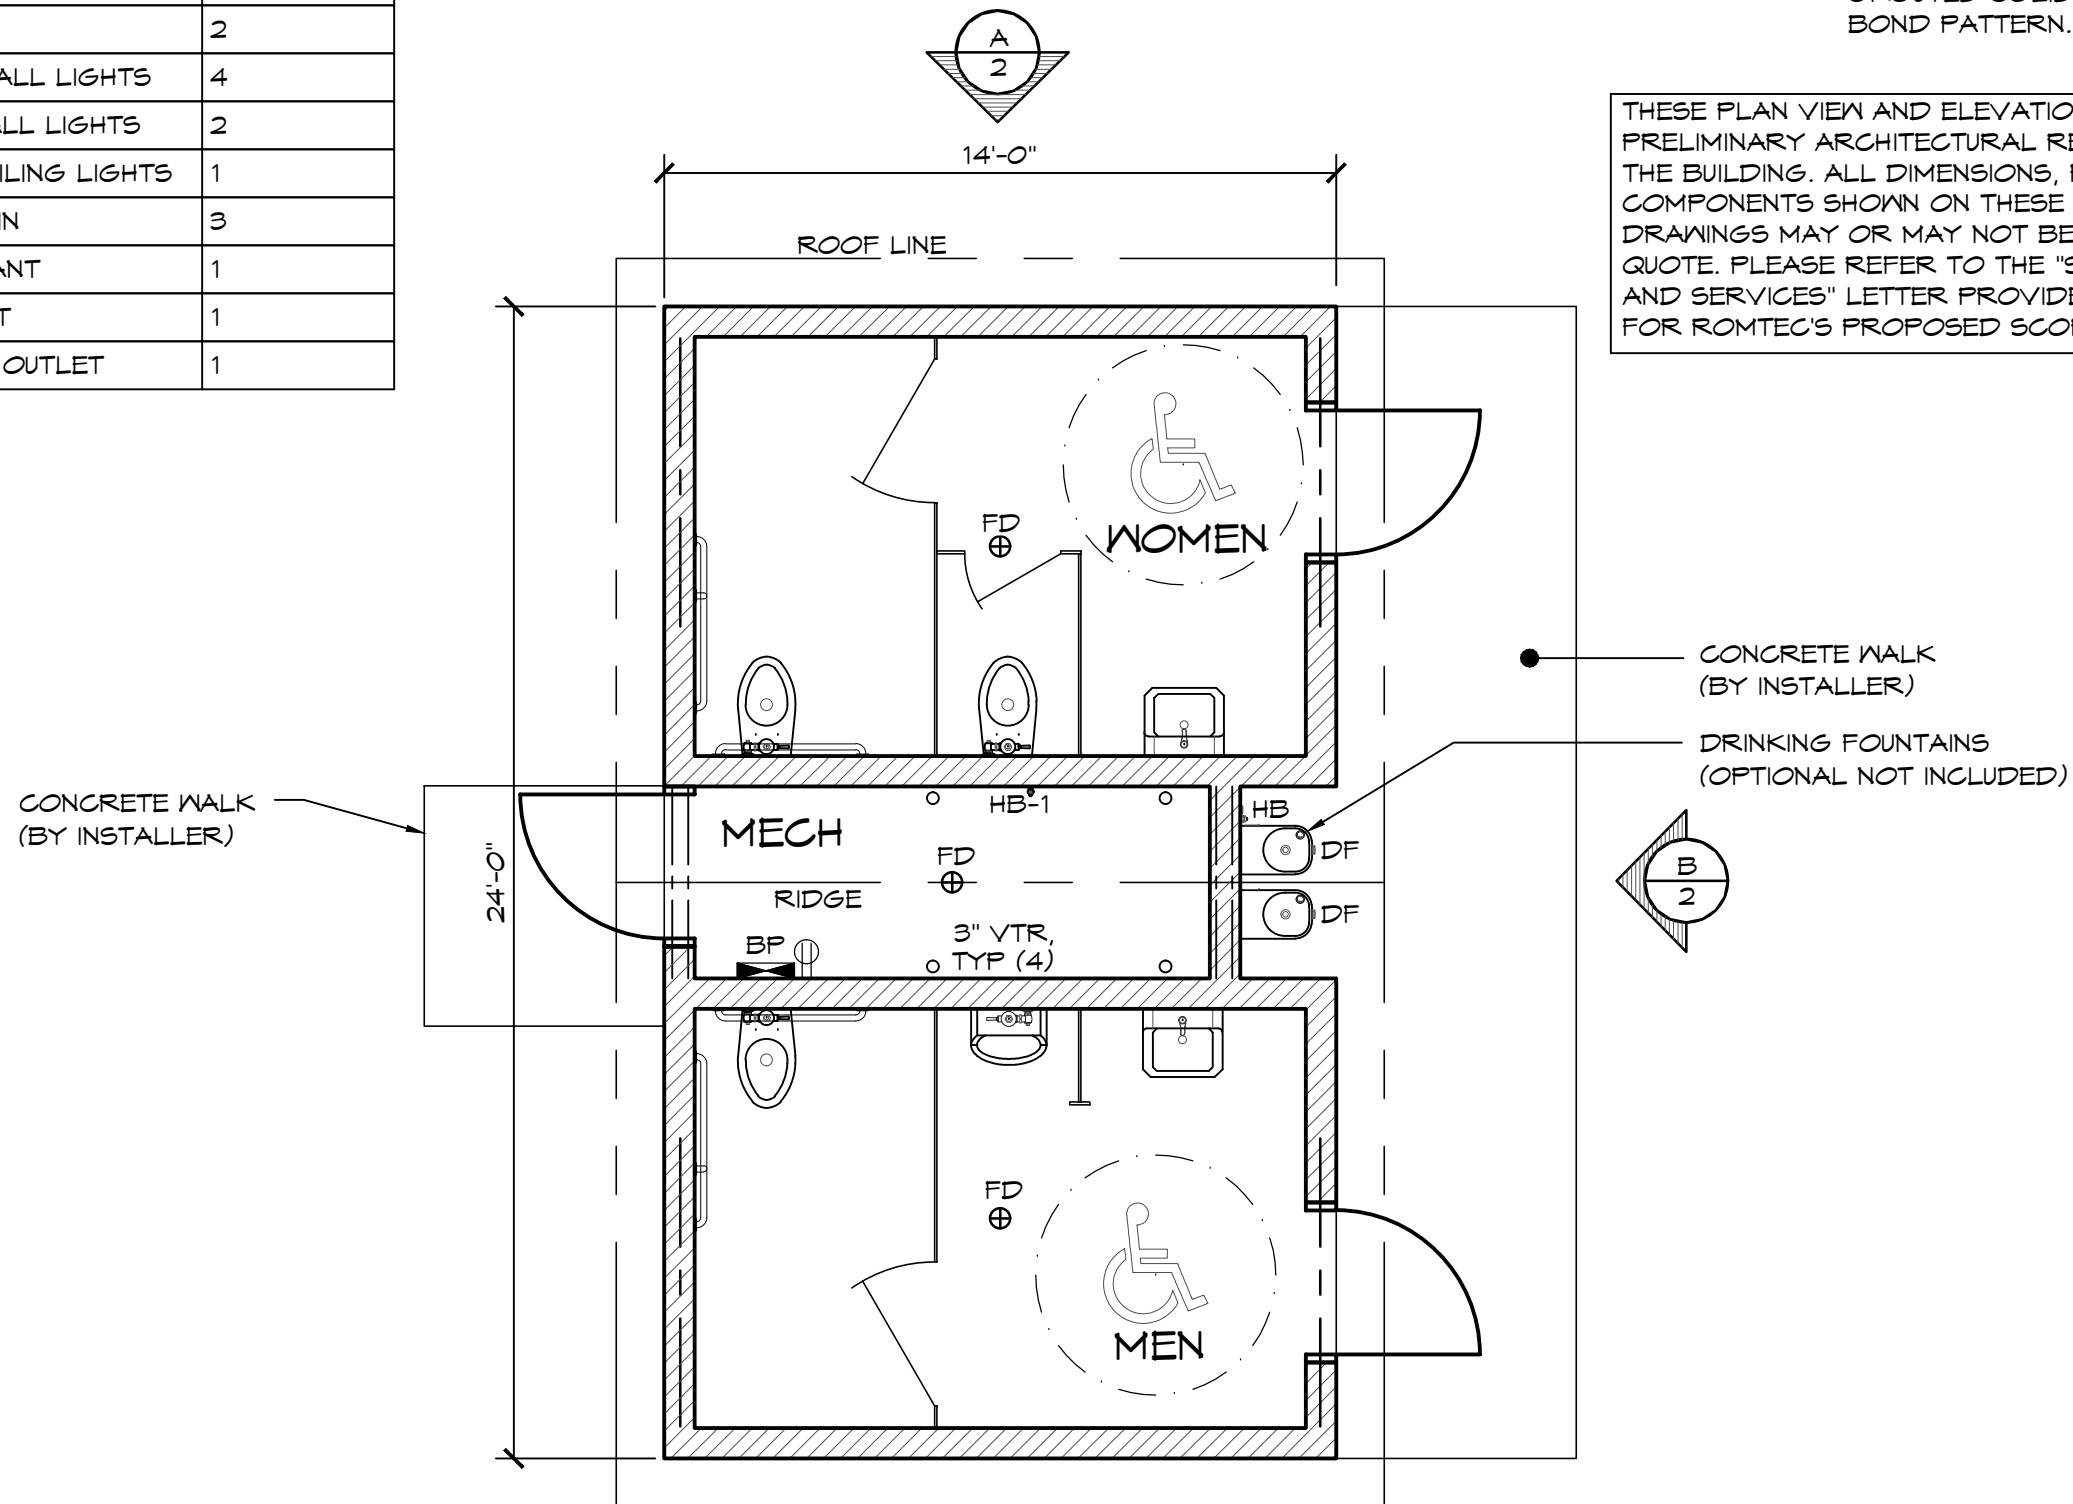 2
ALL LIGHTS 4
ALL LIGHTS 2
ILING LIGHTS 1
IN 3
ANT 1
T 1
OUTLET 1
A
2
14'-0"
ROOF LINE
BOND PATTERN.
THESE PLAN VIEW AND ELEVATIO
PRELIMINARY ARCHITECTURAL RE
THE BUILDING. ALL DIMENSIONS,
COMPONENTS SHOWN ON THESE
DRAWINGS MAY OR MAY NOT BE
QUOTE. PLEASE REFER TO THE "S
AND SERVICES" LETTER PROVIDE
FOR ROMTEC'S PROPOSED SCO
FD
WOMEN
CONCRETE WALK
(BY INSTALLER)
DRINKING FOUNTAINS
(OPTIONAL NOT INCLUDED)
CONCRETE WALK
(BY INSTALLER)
24'-0"
MECH
HB-1
HB
FD
DF
RIDGE
DF
BP
3" VTR,
TYP (4)
B
2
FD
MEN